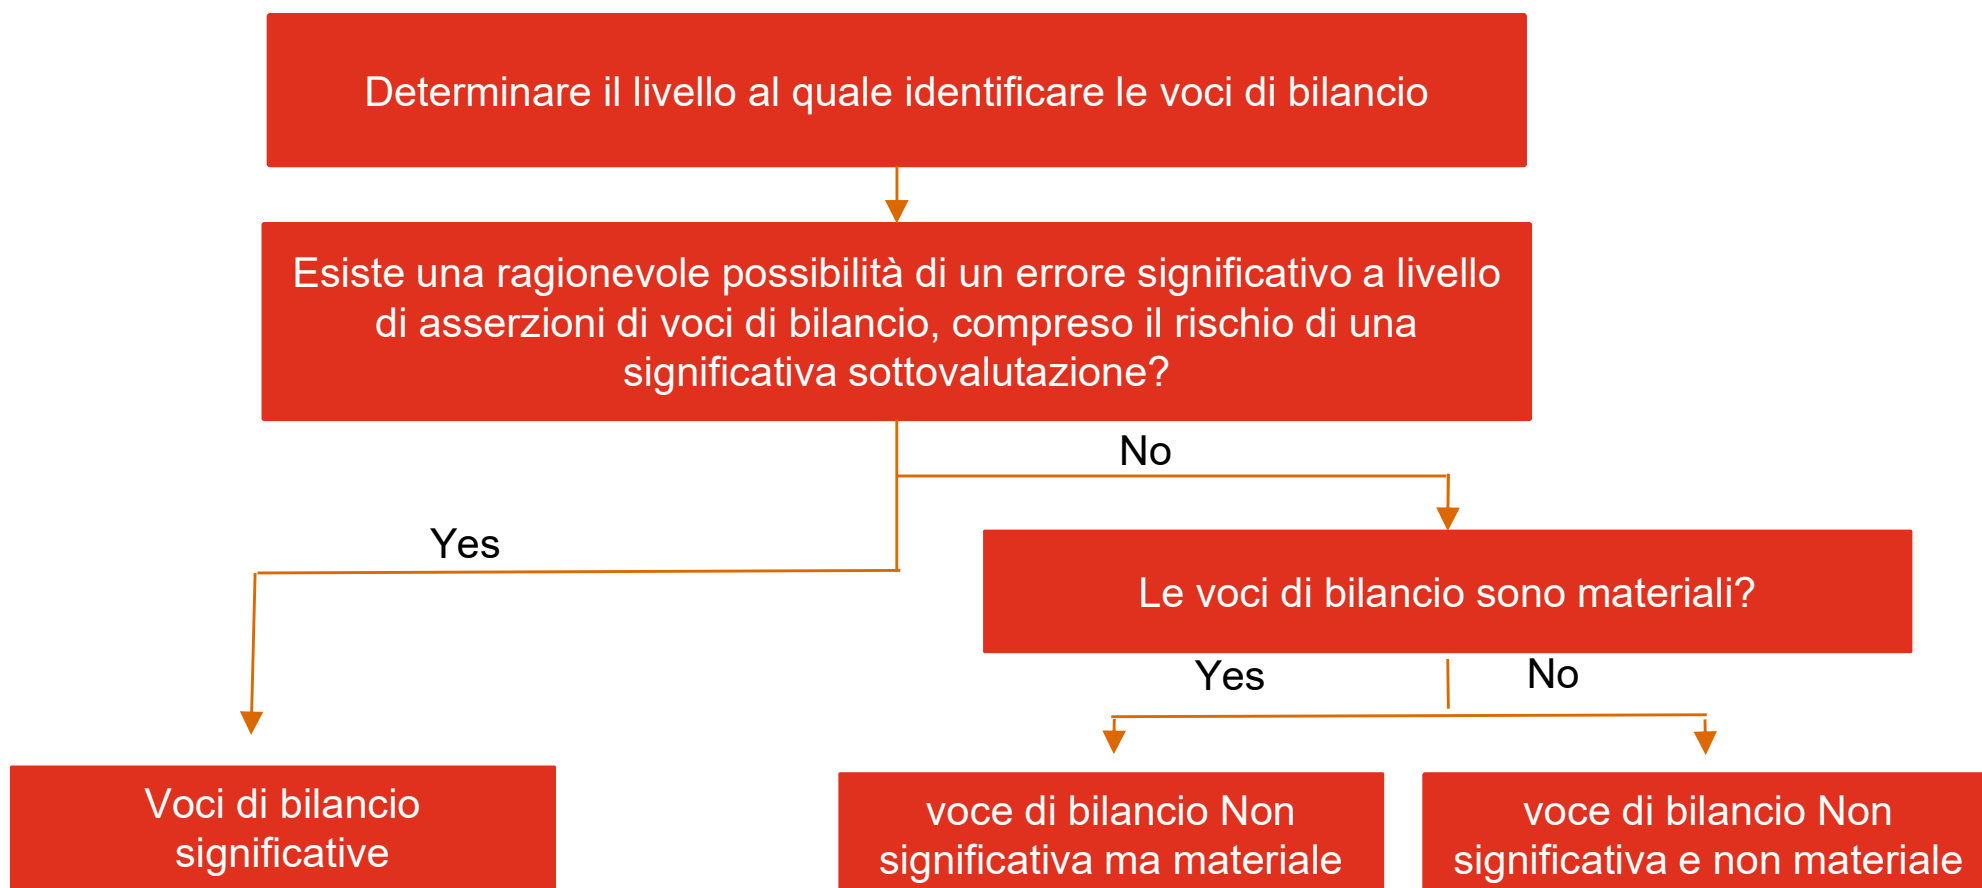 Determinare il livello al quale identificare le voci di bilancio
Esiste una ragionevole possibilità di un errore significativo a livello
di asserzioni di voci di bilancio, compreso il rischio di una
significativa sottovalutazione?
No
Yes
Le voci di bilancio sono materiali?
Yes
No
Voci di bilancio
significative
voce di bilancio Non
significativa ma materiale
voce di bilancio Non
significativa e non materiale